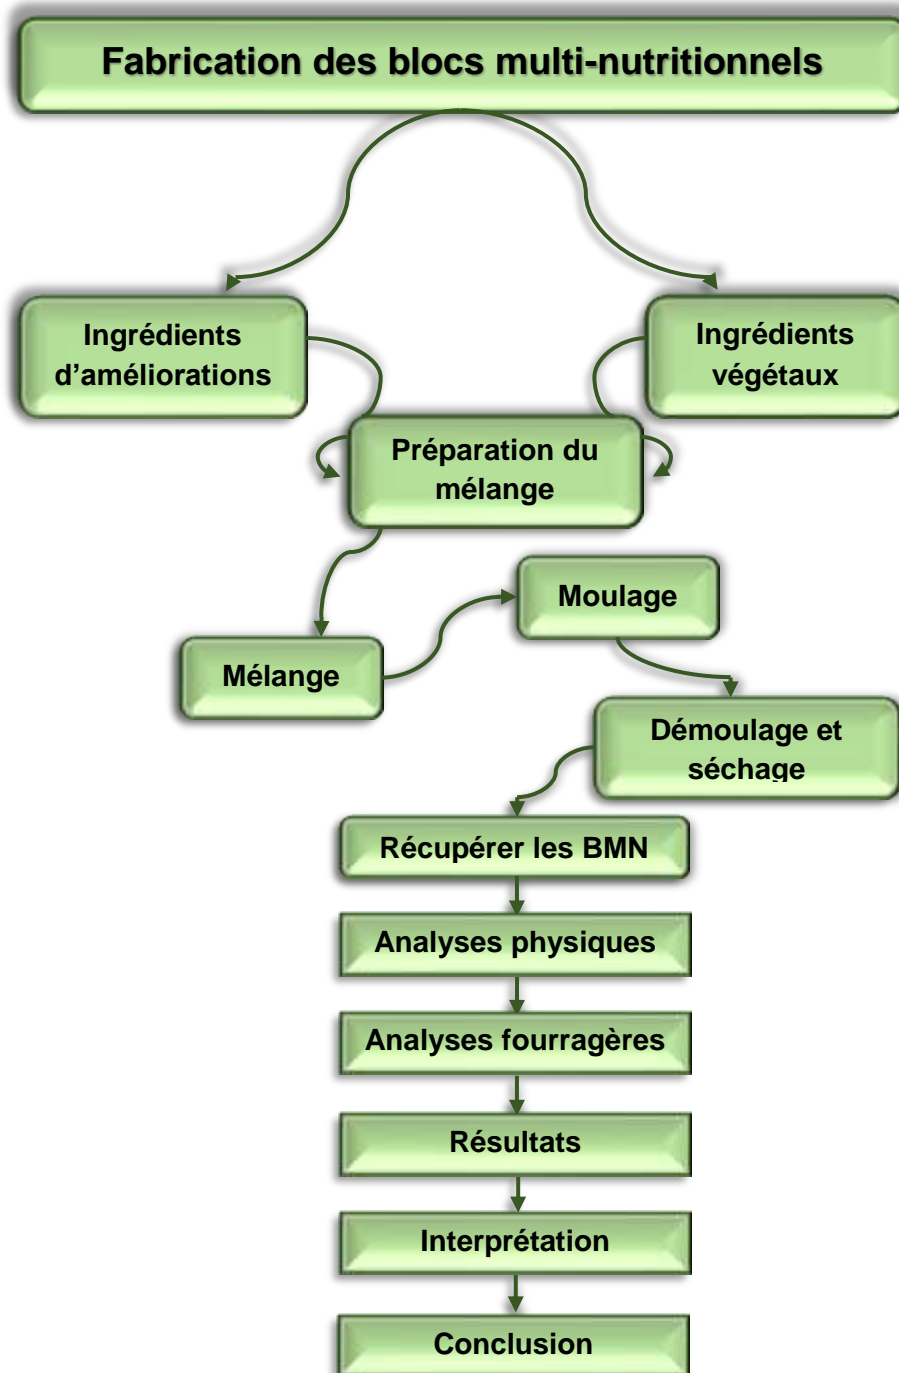 Fabrication des blocs multi-nutritionnels
Ingrédients
d’améliorations
Ingrédients
végétaux
Préparation du
mélange
Moulage
Mélange
Démoulage et
séchage
Récupérer les BMN
Analyses physiques
Analyses fourragères
Résultats
Interprétation
Conclusion